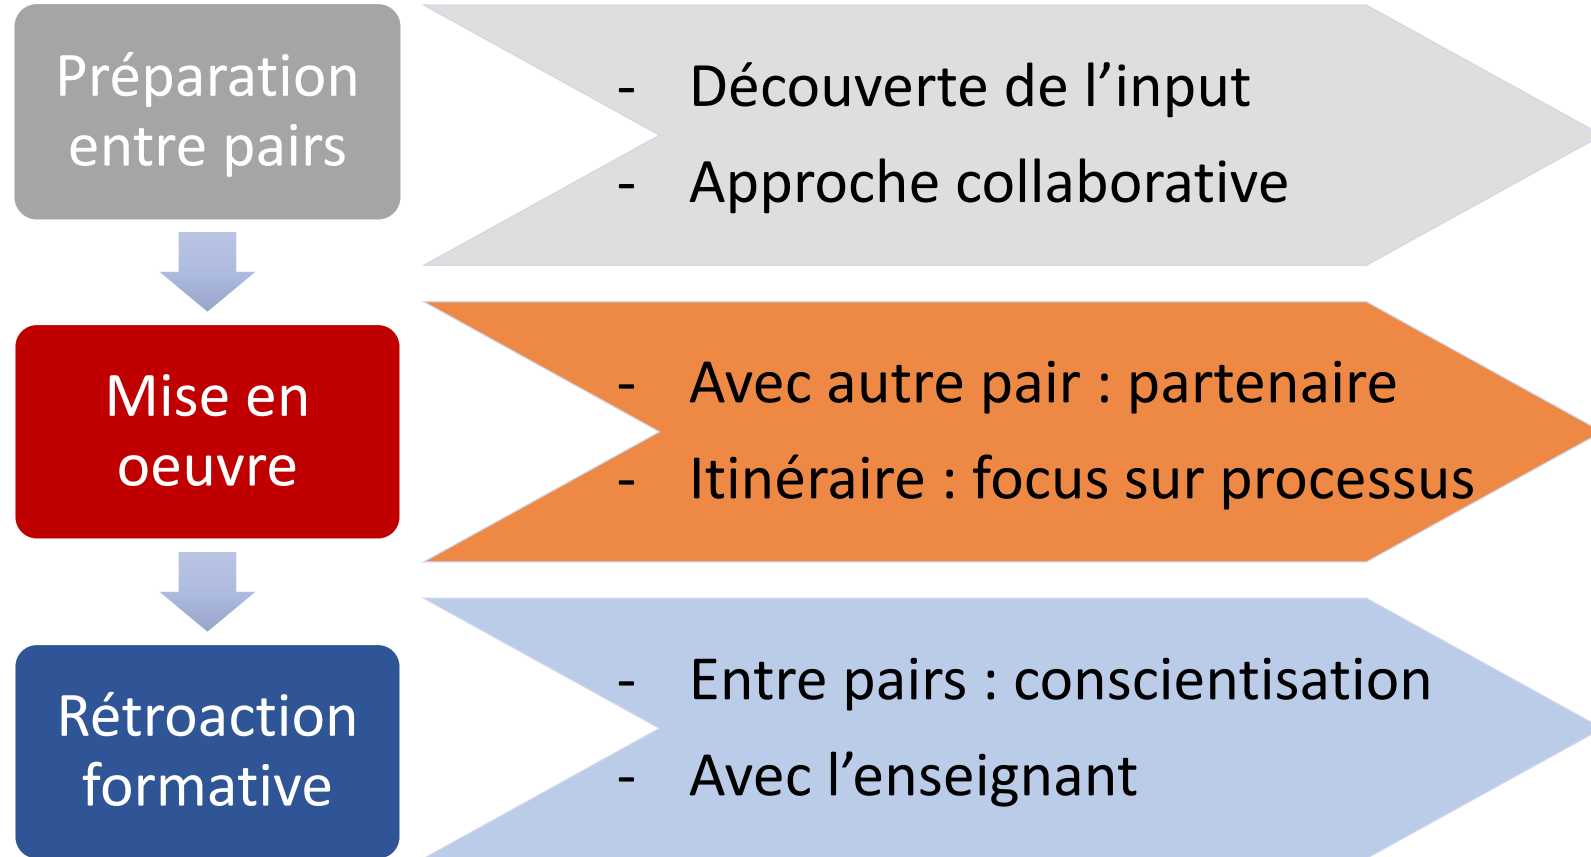 Préparation
entre pairs
- Découverte de l’input
- Approche collaborative
Mise en
oeuvre
- Avec autre pair : partenaire
- Itinéraire : focus sur processus
Rétroaction
formative
- Entre pairs : conscientisation
- Avec l’enseignant